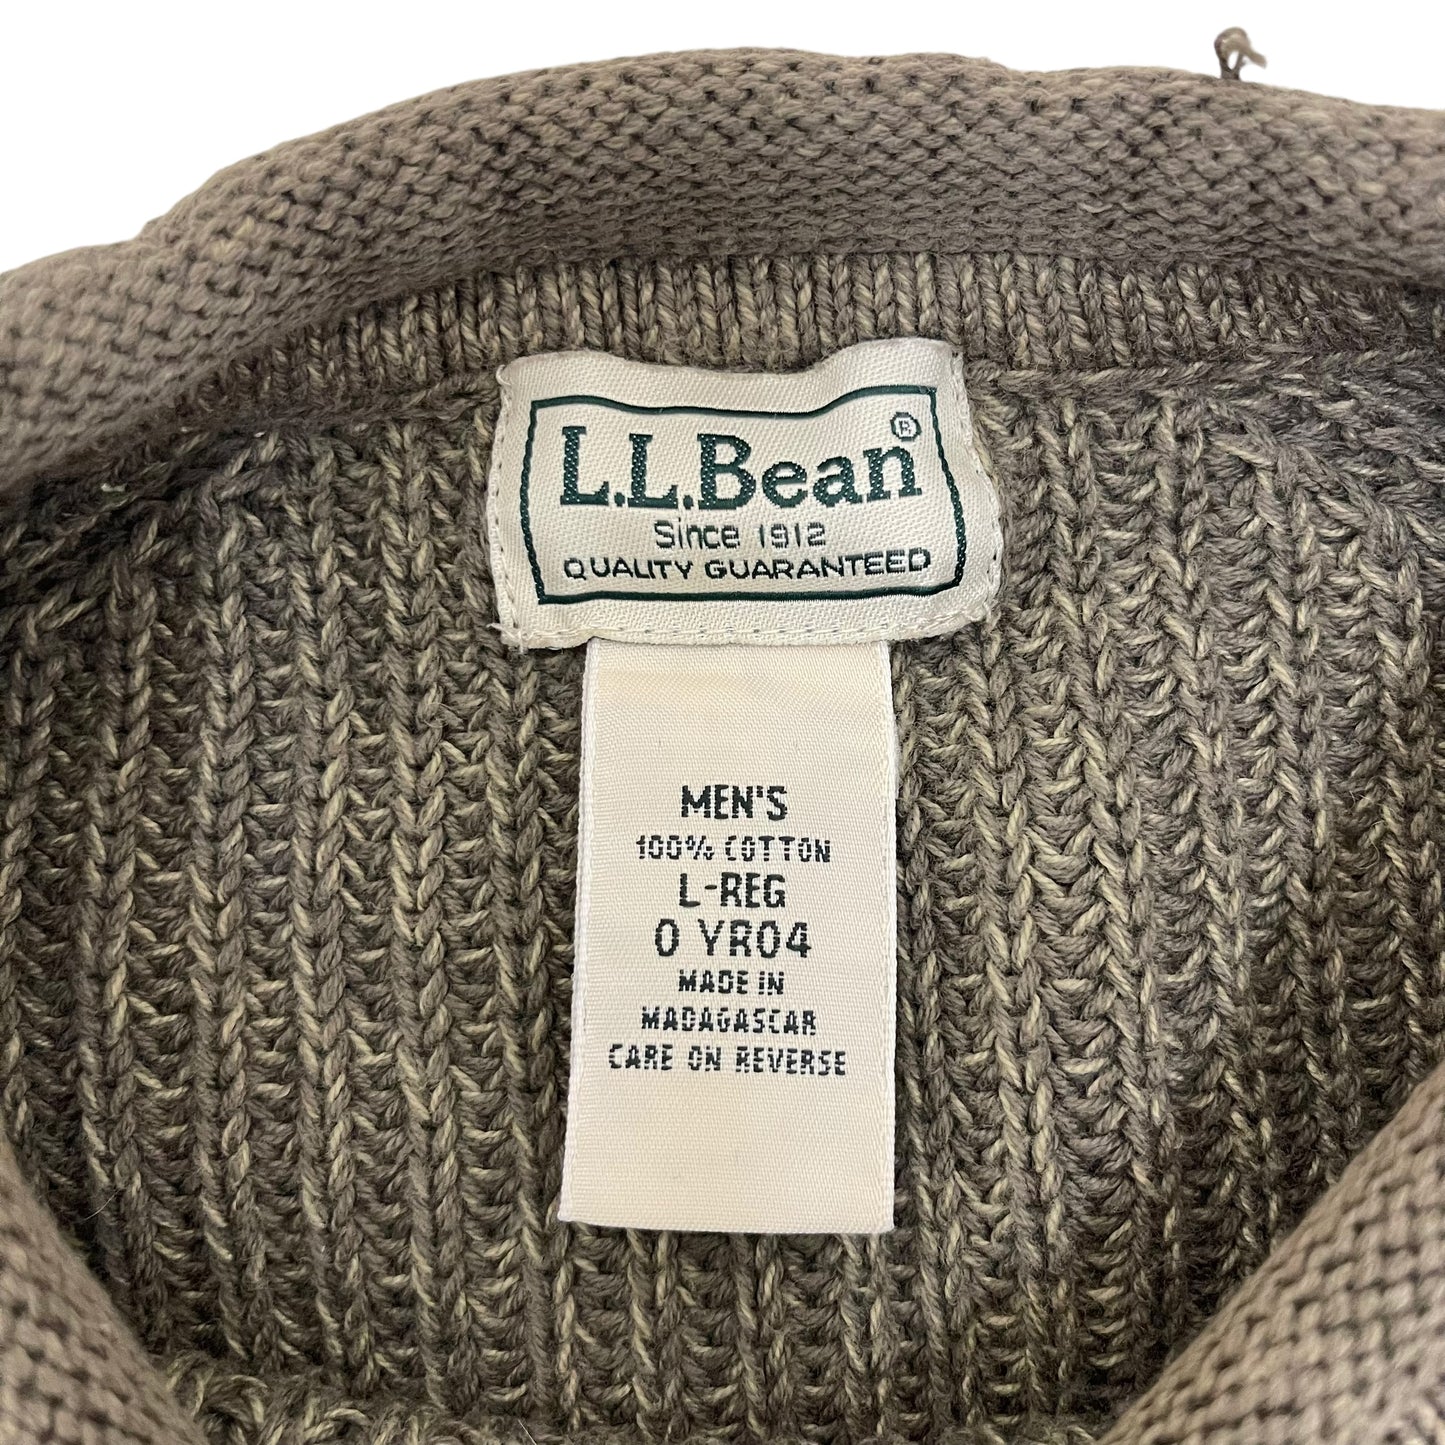 L.L.Bean®
Since 1912
QUALITY GUARANTEED
MEN'S
100% COTTON
L-REG
0 YR04
MADE IN
MADAGASCAR
CARE ON REVERSE